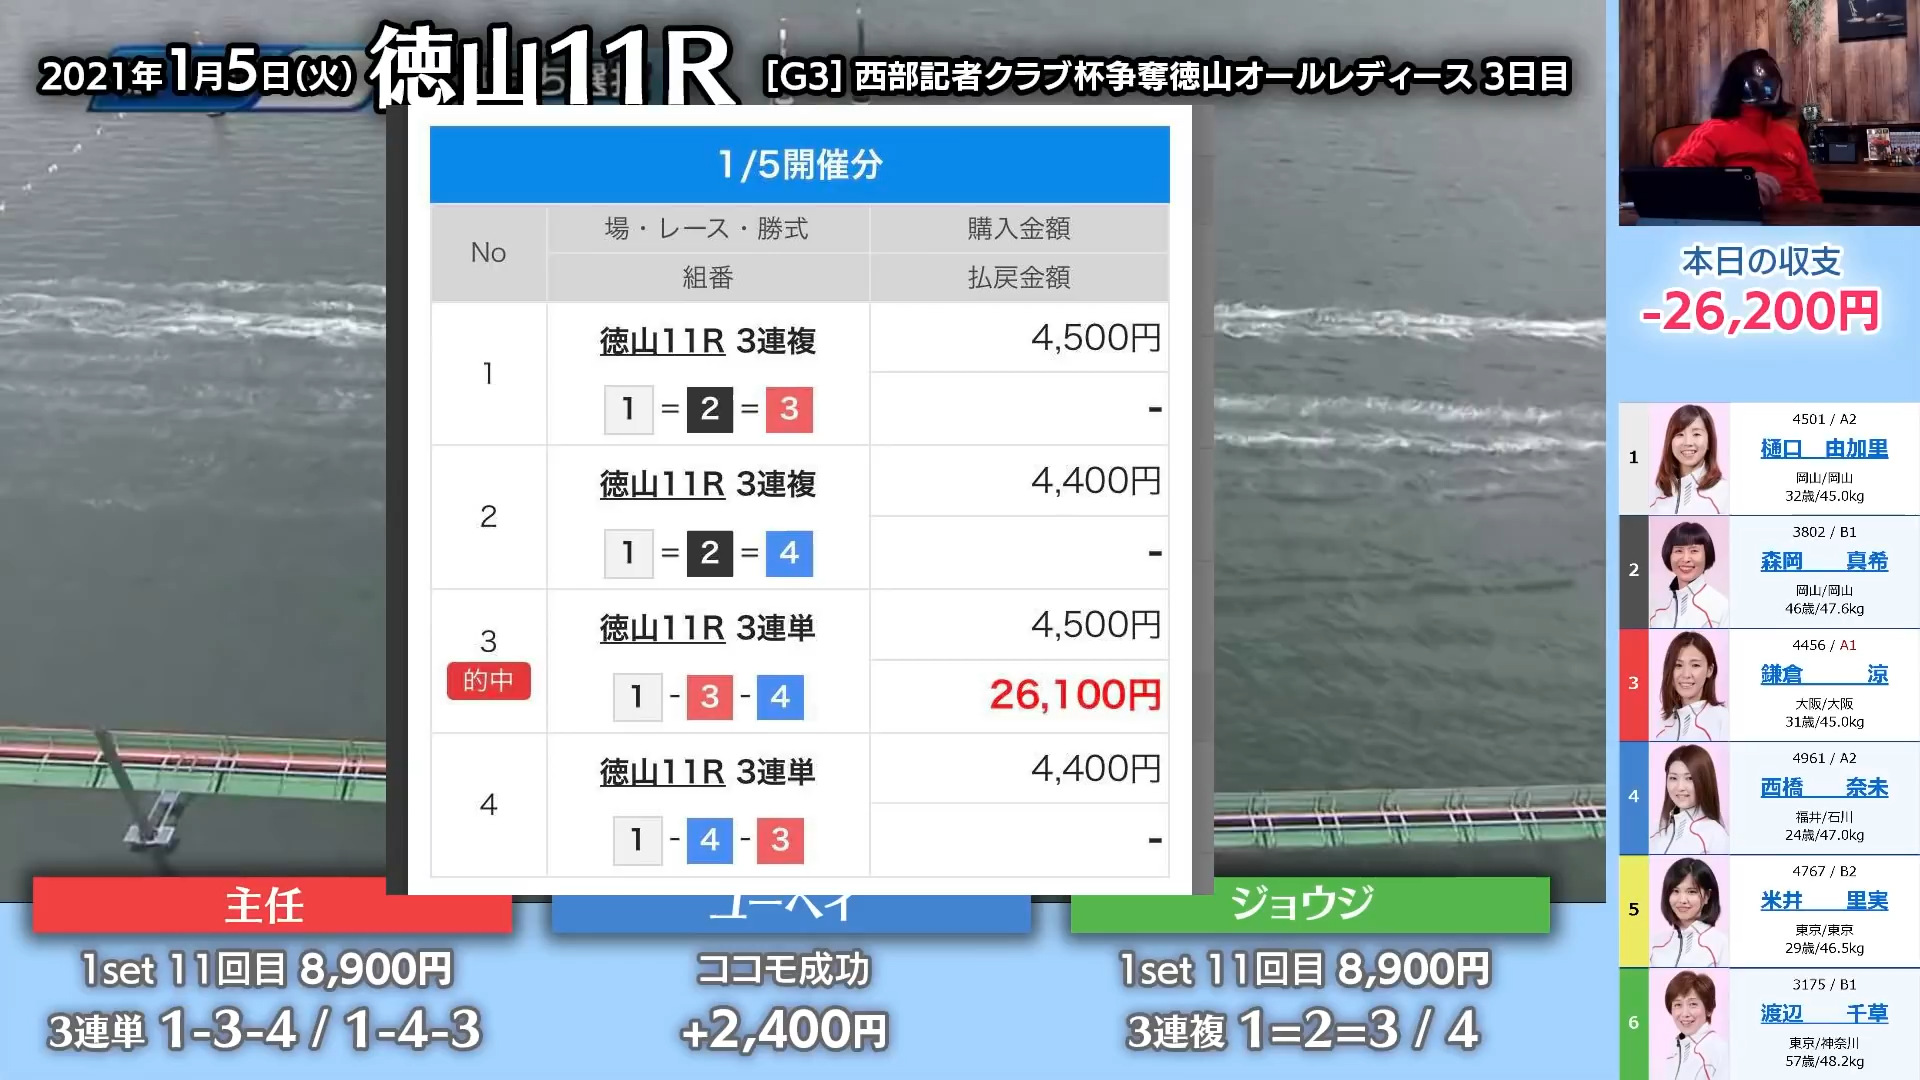 2021年1月5日(火) 徳山11R [G3] 西部記者クラブ杯争奪徳山オールレディース 3日目
1/5開催分
No 場・レース・勝式 購入金額
組番 払戻金額
1 徳山11R 3連複 4,500円
1 = 2 = 3 -
2 徳山11R 3連複 4,400円
1 = 2 = 4 -
3 徳山11R 3連単 4,500円
的中 1 - 3 - 4 26,100円
4 徳山11R 3連単 4,400円
1 - 4 - 3 -
主任
1set 11回目 8,900円
3連単 1-3-4 / 1-4-3
ユーヘイ
ココモ成功
+2,400円
ジョウジ
1set 11回目 8,900円
3連複 1=2=3 / 4
本日の収支
-26,200円
1
4501 / A2
樋口 由加里
岡山/岡山
32歳/45.0kg
2
3802 / B1
森岡 真希
岡山/岡山
46歳/47.6kg
3
4456 / A1
鎌倉 涼
大阪/大阪
31歳/45.0kg
4
4961 / A2
西橋 奈未
福井/石川
24歳/47.0kg
5
4767 / B2
米井 里実
東京/東京
29歳/46.5kg
6
3175 / B1
渡辺 千草
東京/神奈川
57歳/48.2kg